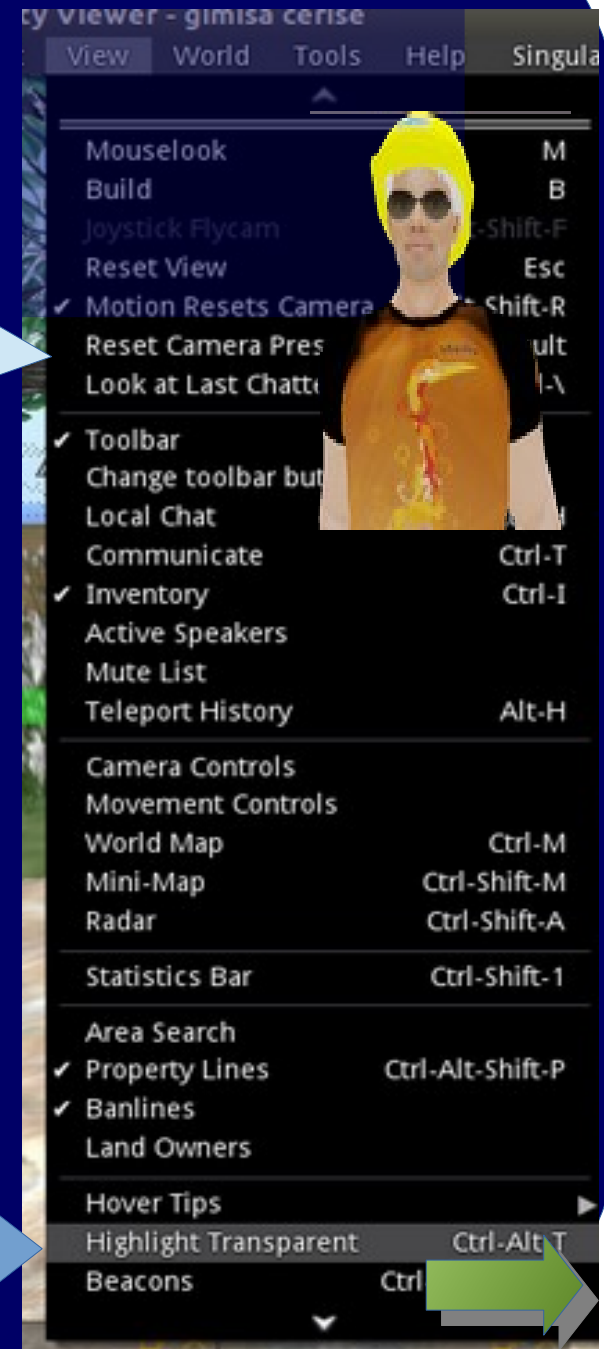 ty Viewer - gimisa cerise
View World Tools Help Singula
Mouselook M
Build B
Joystick Flycam -Shift-F
Reset View Esc
✔ Motion Resets Camera -Shift-R
Reset Camera Pres ult
Look at Last Chatte -\
✔ Toolbar
Change toolbar but
Local Chat
Communicate Ctrl-T
✔ Inventory Ctrl-I
Active Speakers
Mute List
Teleport History Alt-H
Camera Controls
Movement Controls
World Map Ctrl-M
Mini-Map Ctrl-Shift-M
Radar Ctrl-Shift-A
Statistics Bar Ctrl-Shift-1
Area Search
✔ Property Lines Ctrl-Alt-Shift-P
✔ Banlines
Land Owners
Hover Tips ▶
Highlight Transparent Ctrl-Alt-T
Beacons Ctrl